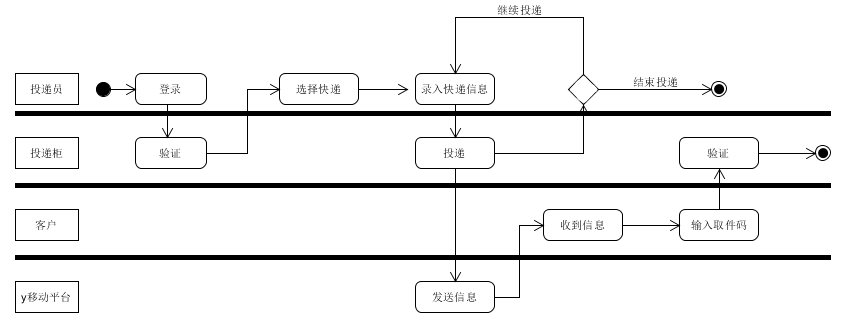 继续投递
投递员
登录
选择快递
录入快递信息
结束投递
投递柜
验证
投递
验证
客户
收到信息
输入取件码
y移动平台
发送信息